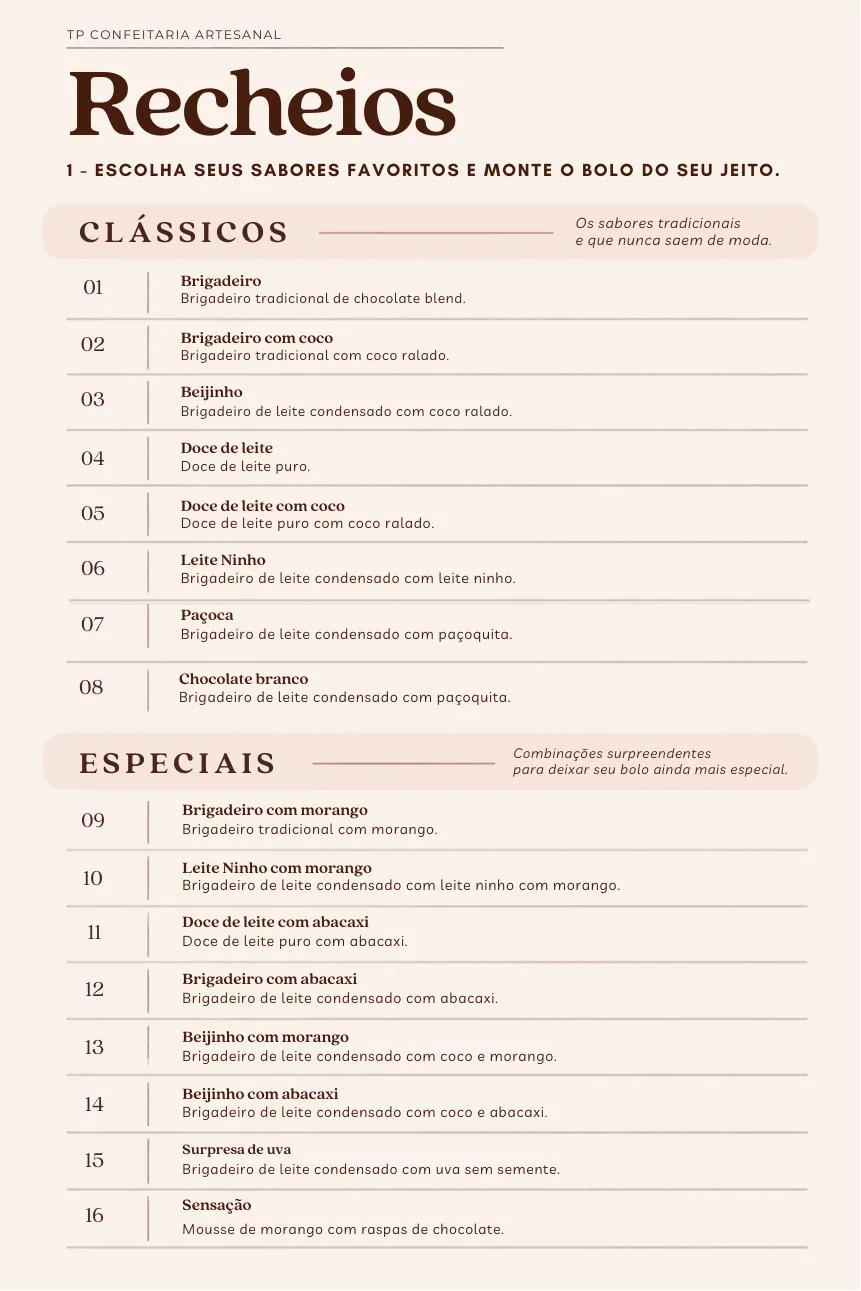 TP CONFEITARIA ARTESANAL
Recheios
1 - ESCOLHA SEUS SABORES FAVORITOS E MONTE O BOLO DO SEU JEITO.
CLÁSSICOS
Os sabores tradicionais
e que nunca saem de moda.
01
Brigadeiro
Brigadeiro tradicional de chocolate blend.
02
Brigadeiro com coco
Brigadeiro tradicional com coco ralado.
03
Beijinho
Brigadeiro de leite condensado com coco ralado.
04
Doce de leite
Doce de leite puro.
05
Doce de leite com coco
Doce de leite puro com coco ralado.
06
Leite Ninho
Brigadeiro de leite condensado com leite ninho.
07
Paçoca
Brigadeiro de leite condensado com paçoquita.
08
Chocolate branco
Brigadeiro de leite condensado com paçoquita.
ESPECIAIS
Combinações surpreendentes
para deixar seu bolo ainda mais especial.
09
Brigadeiro com morango
Brigadeiro tradicional com morango.
10
Leite Ninho com morango
Brigadeiro de leite condensado com leite ninho com morango.
11
Doce de leite com abacaxi
Doce de leite puro com abacaxi.
12
Brigadeiro com abacaxi
Brigadeiro de leite condensado com abacaxi.
13
Beijinho com morango
Brigadeiro de leite condensado com coco e morango.
14
Beijinho com abacaxi
Brigadeiro de leite condensado com coco e abacaxi.
15
Surpresa de uva
Brigadeiro de leite condensado com uva sem semente.
16
Sensação
Mousse de morango com raspas de chocolate.